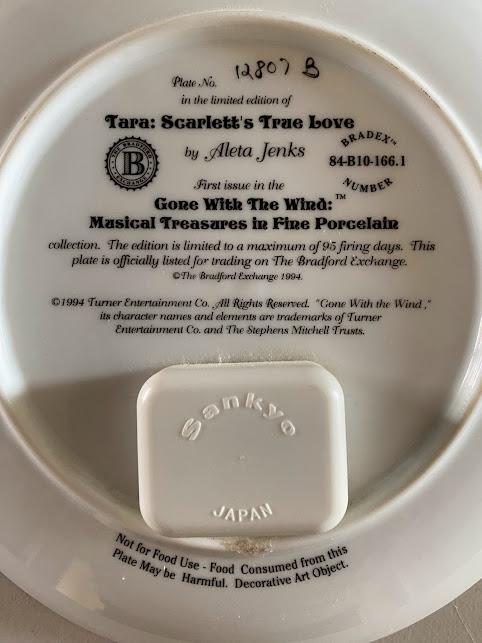 Plate No. 12807 B
in the limited edition of
Tara: Scarlett's True Love
THE BRADFORD EXCHANGE
B
by Aleta Jenks
BRADEX™
84-B10-166.1
NUMBER
First issue in the
Gone With The Wind:™
Musical Treasures in Fine Porcelain
collection. The edition is limited to a maximum of 95 firing days. This
plate is officially listed for trading on The Bradford Exchange.
©The Bradford Exchange 1994.
©1994 Turner Entertainment Co. All Rights Reserved. "Gone With the Wind,"
its character names and elements are trademarks of Turner
Entertainment Co. and The Stephens Mitchell Trusts.
Sankyo
JAPAN
Not for Food Use - Food Consumed from this
Plate May be Harmful. Decorative Art Object.